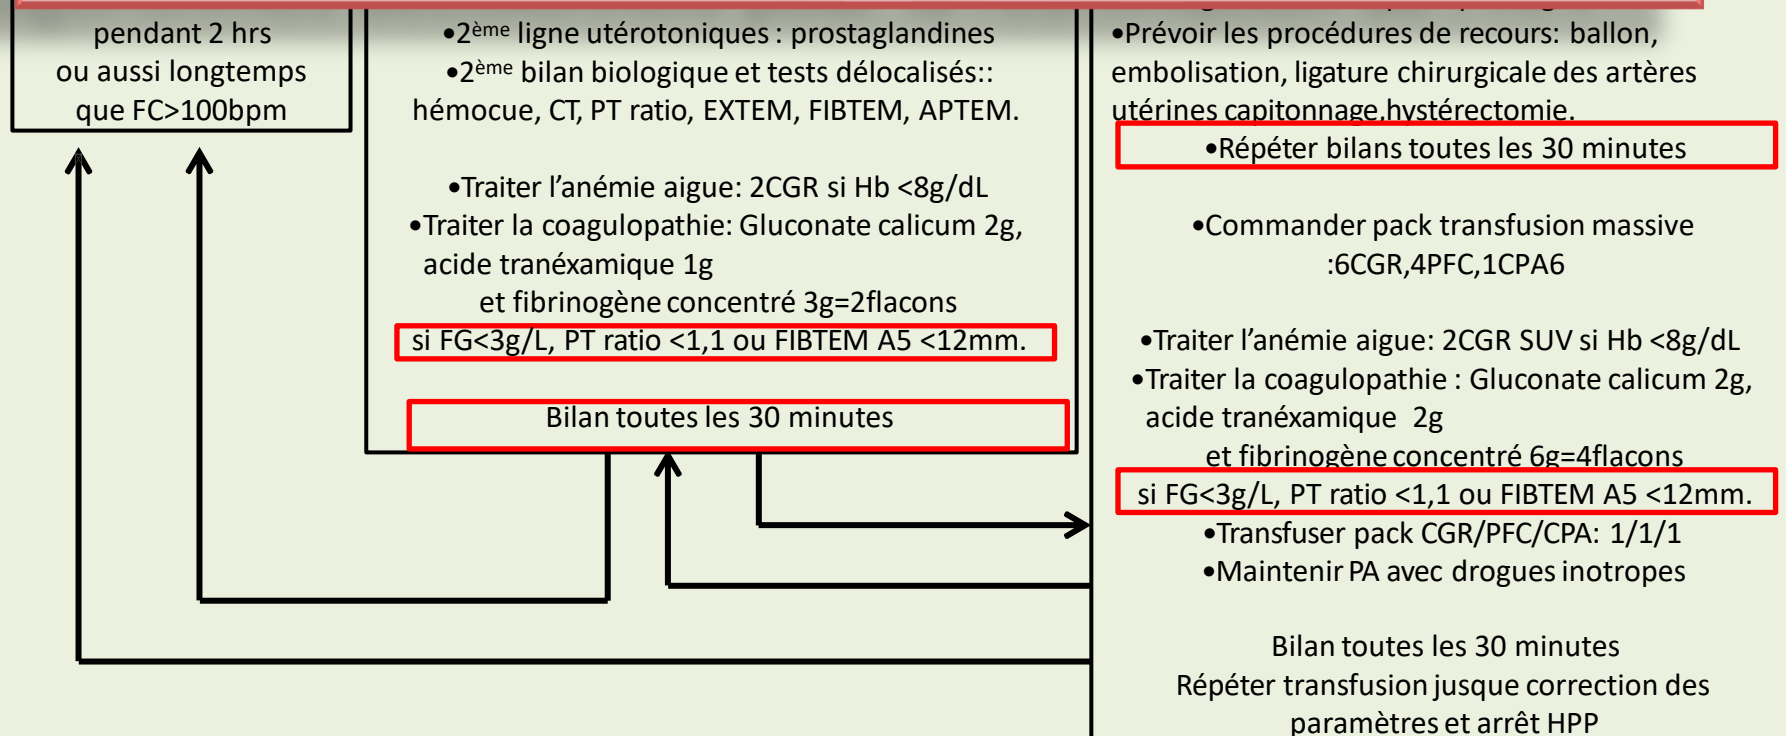 pendant 2 hrs
ou aussi longtemps
que FC>100bpm
•2ème ligne utérotoniques : prostaglandines
•2ème bilan biologique et tests délocalisés::
hémocue, CT, PT ratio, EXTEM, FIBTEM, APTEM.
•Traiter l’anémie aigue: 2CGR si Hb <8g/dL
•Traiter la coagulopathie: Gluconate calicum 2g,
acide tranéxamique 1g
et fibrinogène concentré 3g=2flacons
si FG<3g/L, PT ratio <1,1 ou FIBTEM A5 <12mm.
Bilan toutes les 30 minutes
•Prévoir les procédures de recours: ballon,
embolisation, ligature chirurgicale des artères
utérines capitonnage,hystérectomie.
•Répéter bilans toutes les 30 minutes
•Commander pack transfusion massive
:6CGR,4PFC,1CPA6
•Traiter l’anémie aigue: 2CGR SUV si Hb <8g/dL
•Traiter la coagulopathie : Gluconate calicum 2g,
acide tranéxamique 2g
et fibrinogène concentré 6g=4flacons
si FG<3g/L, PT ratio <1,1 ou FIBTEM A5 <12mm.
•Transfuser pack CGR/PFC/CPA: 1/1/1
•Maintenir PA avec drogues inotropes
Bilan toutes les 30 minutes
Répéter transfusion jusque correction des
paramètres et arrêt HPP